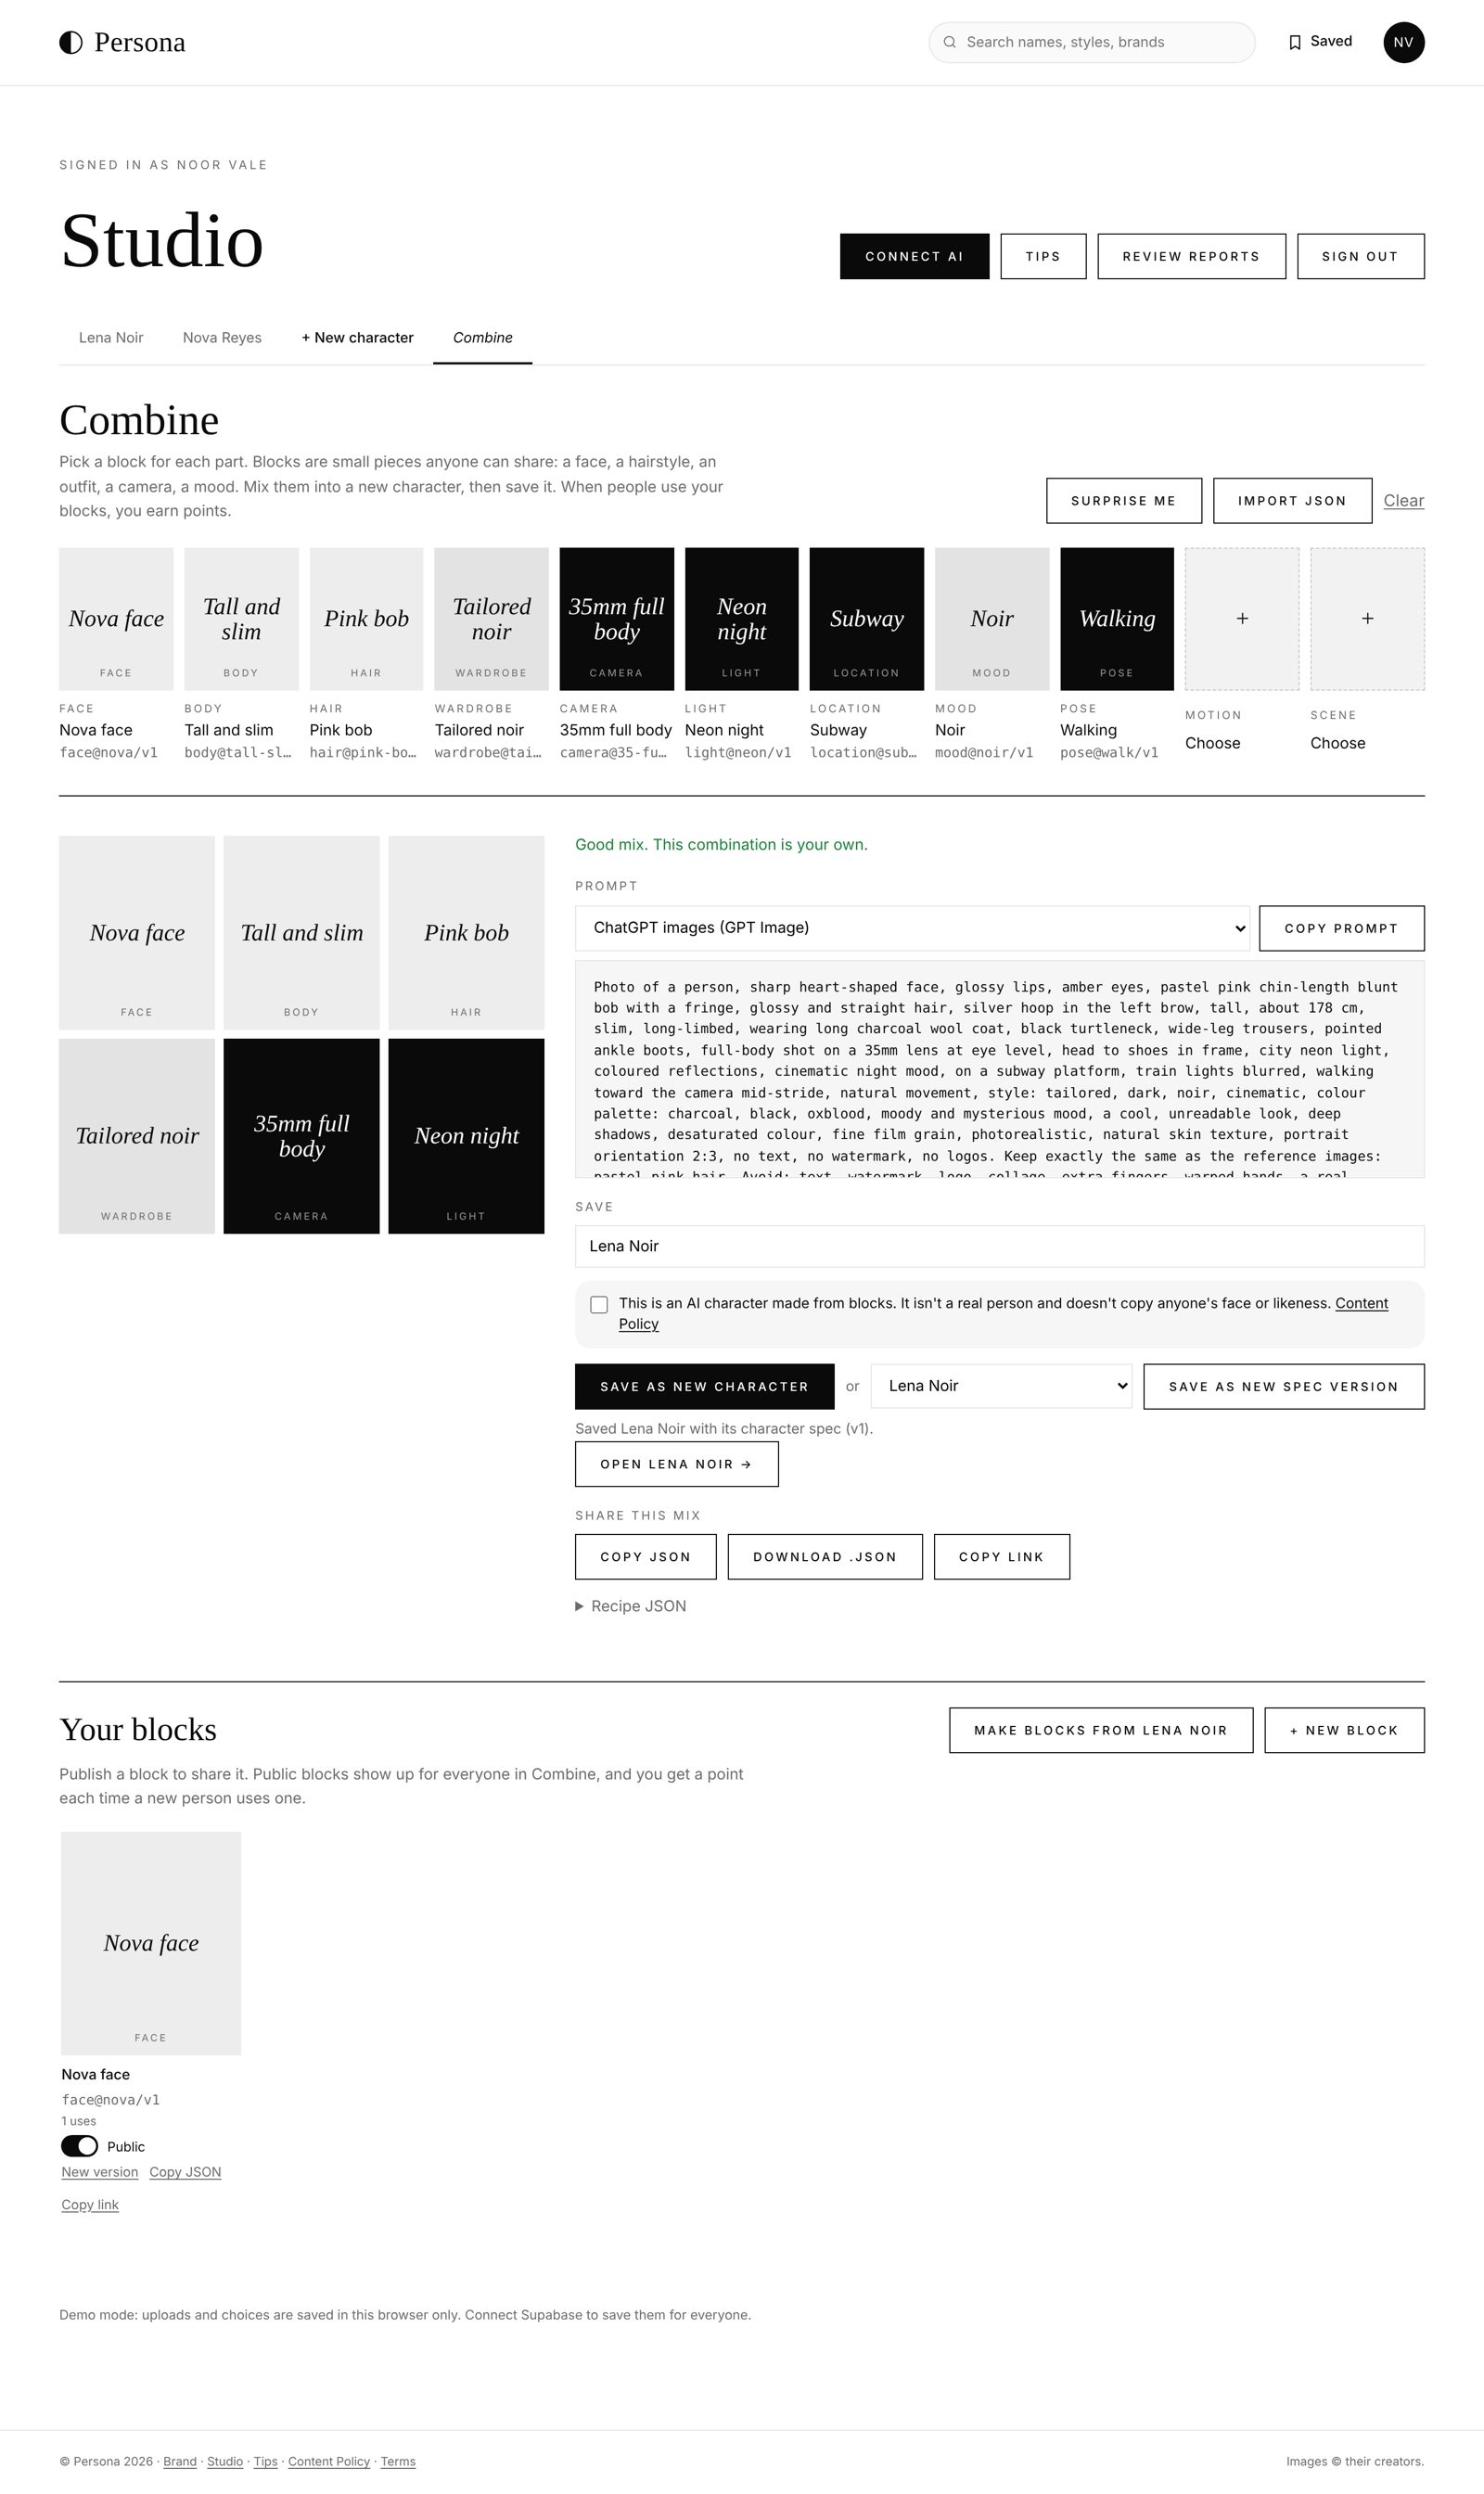 Persona
Search names, styles, brands
Saved
NV
SIGNED IN AS NOOR VALE
Studio
CONNECT AI
TIPS
REVIEW REPORTS
SIGN OUT
Lena Noir
Nova Reyes
+ New character
Combine
Combine
Pick a block for each part. Blocks are small pieces anyone can share: a face, a hairstyle, an
outfit, a camera, a mood. Mix them into a new character, then save it. When people use your
blocks, you earn points.
SURPRISE ME
IMPORT JSON
Clear
Nova face
FACE
Tall and
slim
BODY
Pink bob
HAIR
Tailored
noir
WARDROBE
35mm full
body
CAMERA
Neon
night
LIGHT
Subway
LOCATION
Noir
MOOD
Walking
POSE
+
+
FACE
Nova face
face@nova/v1
BODY
Tall and slim
body@tall-sl…
HAIR
Pink bob
hair@pink-bo…
WARDROBE
Tailored noir
wardrobe@tai…
CAMERA
35mm full body
camera@35-fu…
LIGHT
Neon night
light@neon/v1
LOCATION
Subway
location@sub…
MOOD
Noir
mood@noir/v1
POSE
Walking
pose@walk/v1
MOTION
Choose
SCENE
Choose
Nova face
FACE
Tall and slim
BODY
Pink bob
HAIR
Tailored noir
WARDROBE
35mm full
body
CAMERA
Neon night
LIGHT
Good mix. This combination is your own.
PROMPT
ChatGPT images (GPT Image)
COPY PROMPT
Photo of a person, sharp heart-shaped face, glossy lips, amber eyes, pastel pink chin-length blunt
bob with a fringe, glossy and straight hair, silver hoop in the left brow, tall, about 178 cm,
slim, long-limbed, wearing long charcoal wool coat, black turtleneck, wide-leg trousers, pointed
ankle boots, full-body shot on a 35mm lens at eye level, head to shoes in frame, city neon light,
coloured reflections, cinematic night mood, on a subway platform, train lights blurred, walking
toward the camera mid-stride, natural movement, style: tailored, dark, noir, cinematic, colour
palette: charcoal, black, oxblood, moody and mysterious mood, a cool, unreadable look, deep
shadows, desaturated colour, fine film grain, photorealistic, natural skin texture, portrait
orientation 2:3, no text, no watermark, no logos. Keep exactly the same as the reference images:
pastel pink hair. Avoid: text, watermark, logo, collage, extra fingers, warped hands, a real
SAVE
Lena Noir
This is an AI character made from blocks. It isn't a real person and doesn't copy anyone's face or likeness. Content
Policy
SAVE AS NEW CHARACTER
or
Lena Noir
SAVE AS NEW SPEC VERSION
Saved Lena Noir with its character spec (v1).
OPEN LENA NOIR →
SHARE THIS MIX
COPY JSON
DOWNLOAD .JSON
COPY LINK
Recipe JSON
Your blocks
MAKE BLOCKS FROM LENA NOIR
+ NEW BLOCK
Publish a block to share it. Public blocks show up for everyone in Combine, and you get a point
each time a new person uses one.
Nova face
FACE
Nova face
face@nova/v1
1 uses
Public
New version
Copy JSON
Copy link
Demo mode: uploads and choices are saved in this browser only. Connect Supabase to save them for everyone.
© Persona 2026 · Brand · Studio · Tips · Content Policy · Terms
Images © their creators.